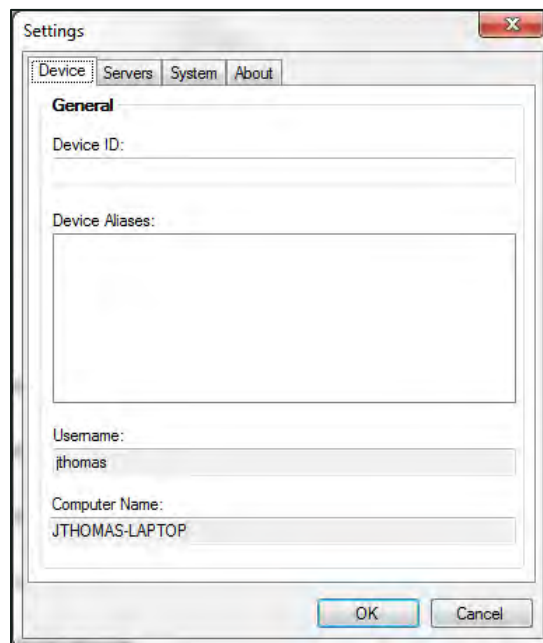 Settings
Device Servers System About
General
Device ID:
Device Aliases:
Username:
jthomas
Computer Name:
JTHOMAS-LAPTOP
OK Cancel